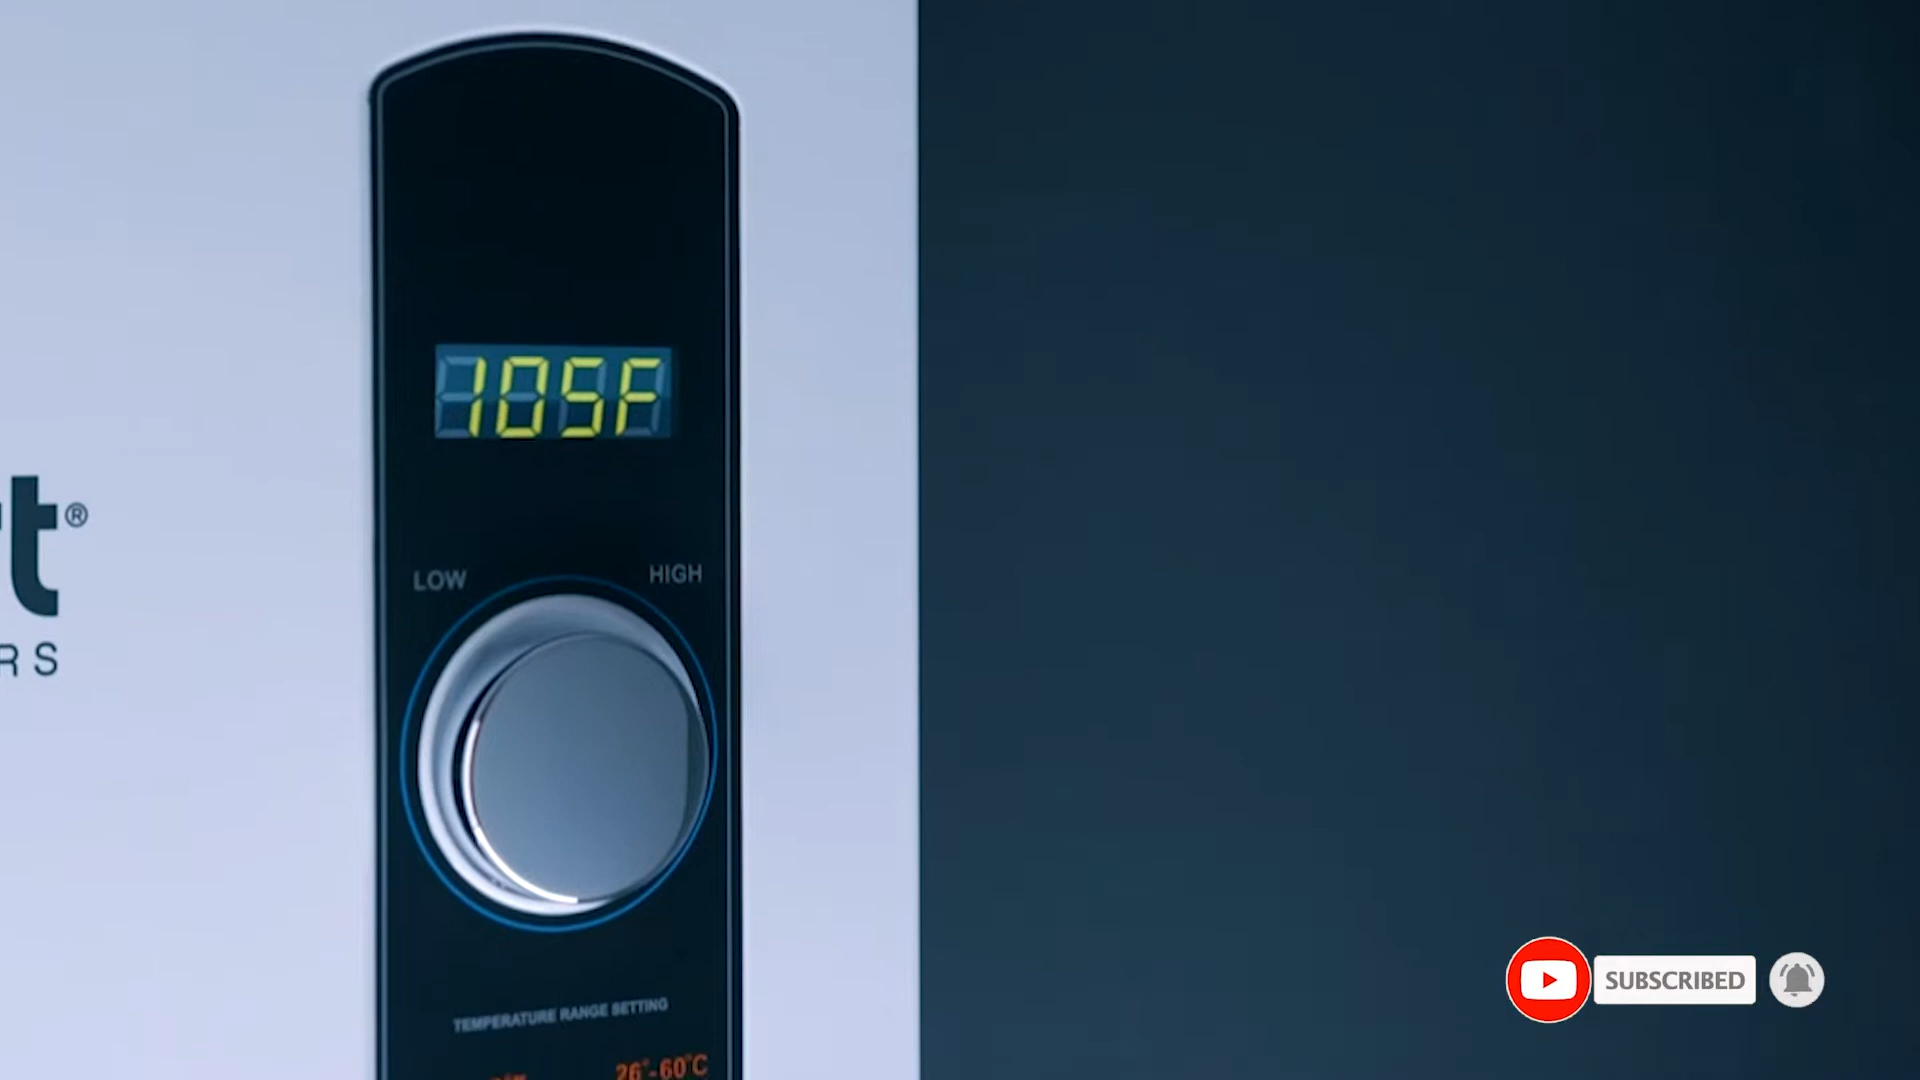 105F
t®
RS
LOW HIGH
TEMPERATURE RANGE SETTING
26°-60°C
SUBSCRIBED